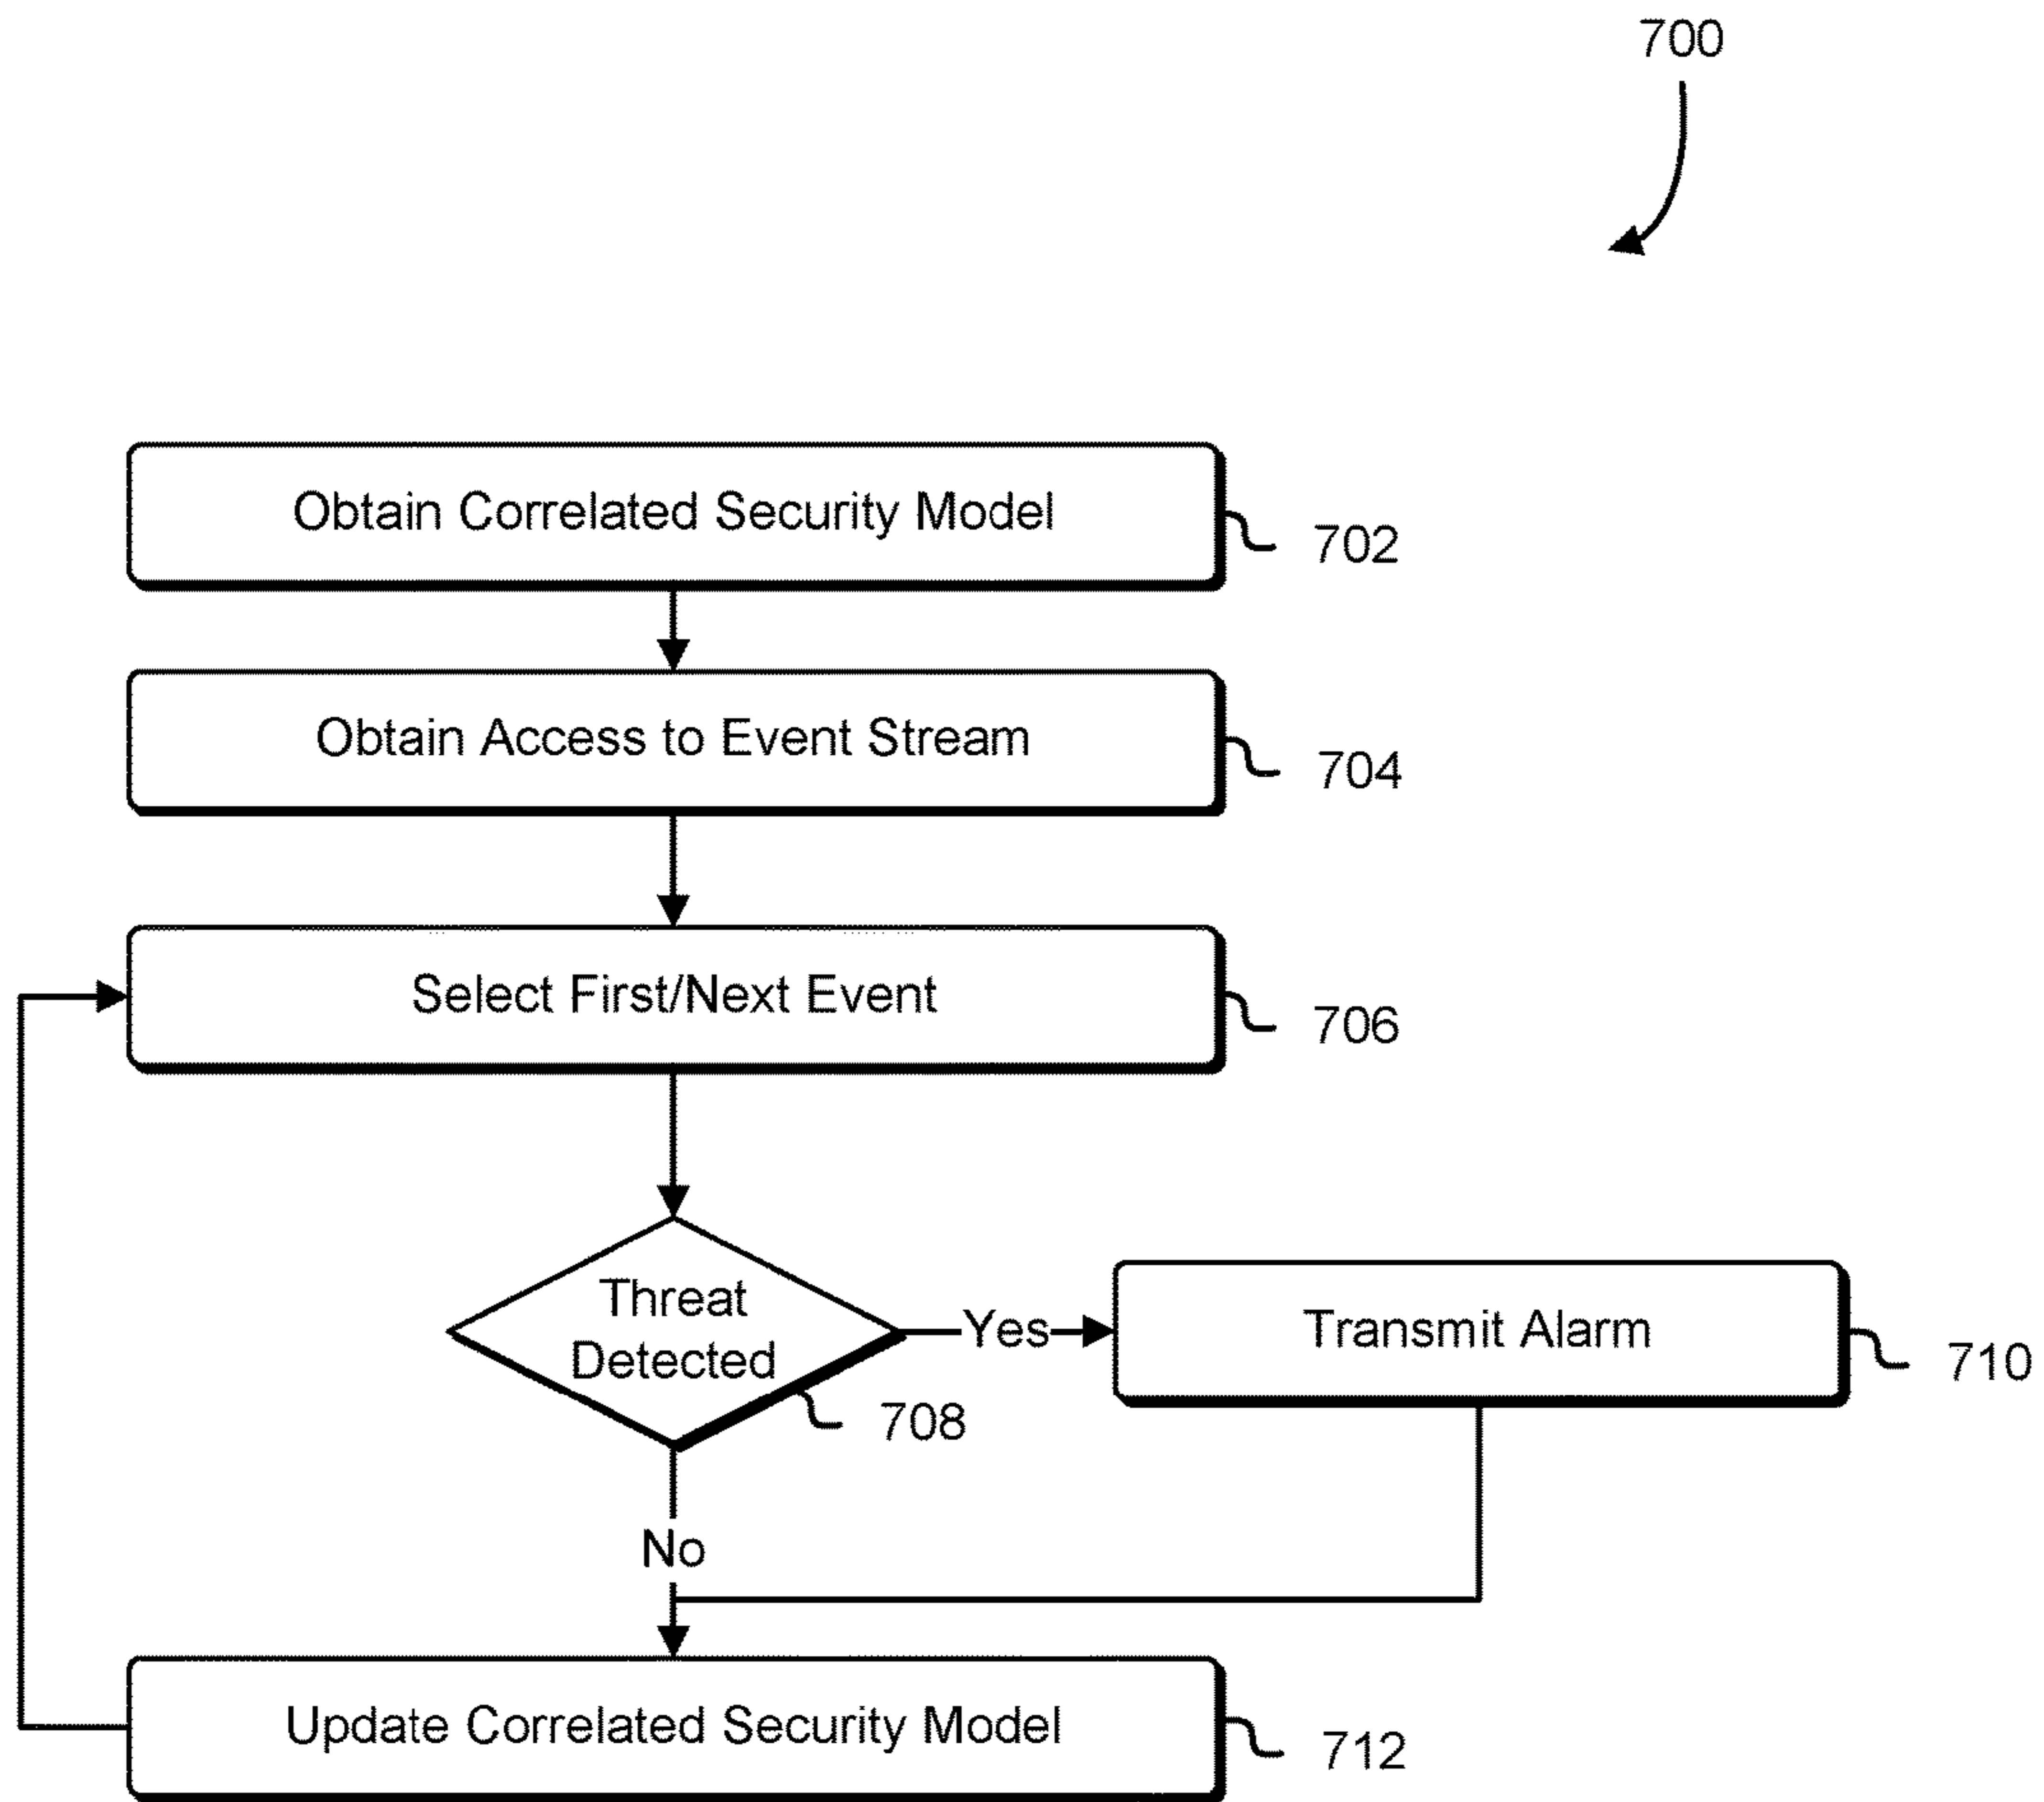 700
Obtain Correlated Security Model
702
Obtain Access to Event Stream
704
Select First/Next Event
706
Threat
Detected
708
Yes
Transmit Alarm
710
No
Update Correlated Security Model
712